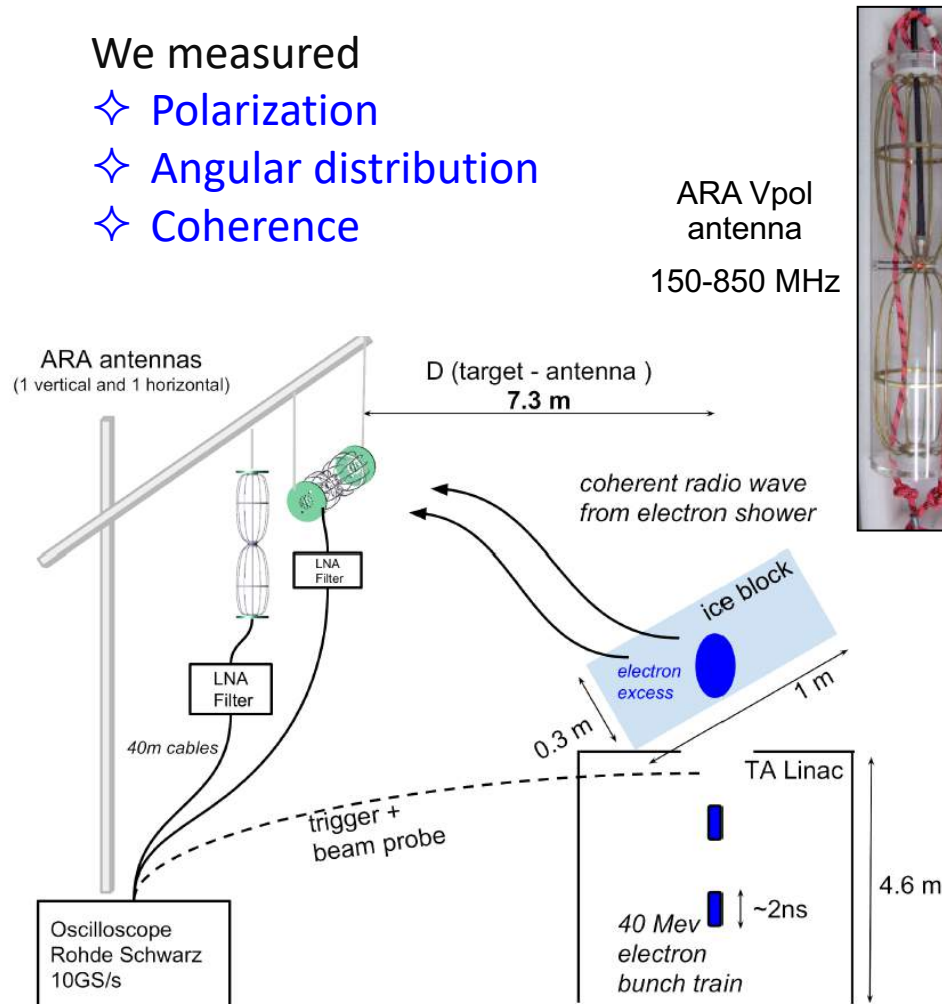 We measured
✧ Polarization
✧ Angular distribution
✧ Coherence
ARA Vpol
antenna
150-850 MHz
ARA antennas
(1 vertical and 1 horizontal)
D (target - antenna )
7.3 m
coherent radio wave
from electron shower
LNA
Filter
ice block
electron
excess
1 m
0.3 m
LNA
Filter
40m cables
TA Linac
trigger +
beam probe
4.6 m
~2ns
40 Mev
electron
bunch train
Oscilloscope
Rohde Schwarz
10GS/s